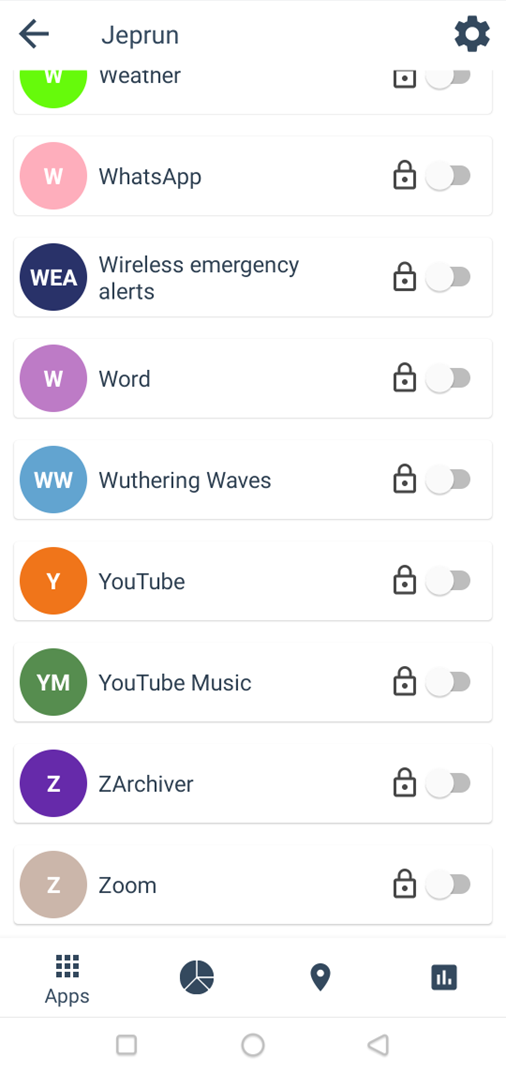 Jeprun
W
Weather
W
WhatsApp
WEA
Wireless emergency
alerts
W
Word
WW
Wuthering Waves
Y
YouTube
YM
YouTube Music
Z
ZArchiver
Z
Zoom
Apps